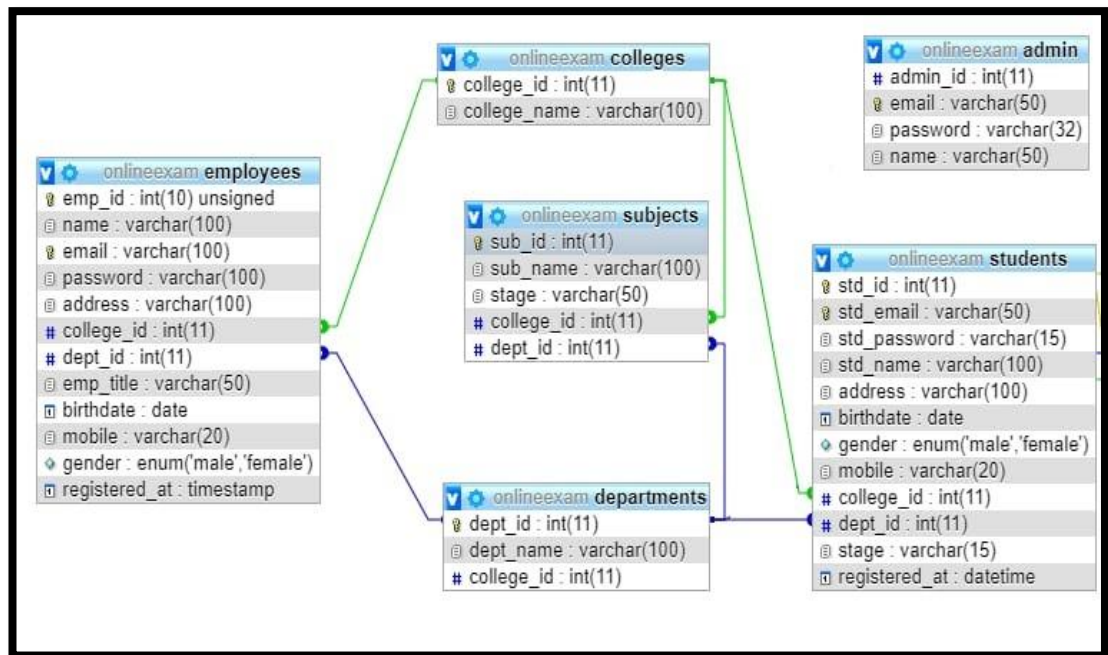 onlineexam colleges
college_id : int(11)
college_name : varchar(100)
onlineexam admin
# admin_id : int(11)
email : varchar(50)
password : varchar(32)
name : varchar(50)
onlineexam employees
emp_id : int(10) unsigned
name : varchar(100)
email : varchar(100)
password : varchar(100)
address : varchar(100)
# college_id : int(11)
# dept_id : int(11)
emp_title : varchar(50)
birthdate : date
mobile : varchar(20)
gender : enum('male','female')
registered_at : timestamp
onlineexam subjects
sub_id : int(11)
sub_name : varchar(100)
stage : varchar(50)
# college_id : int(11)
# dept_id : int(11)
onlineexam students
std_id : int(11)
std_email : varchar(50)
std_password : varchar(15)
std_name : varchar(100)
address : varchar(100)
birthdate : date
gender : enum('male','female')
mobile : varchar(20)
# college_id : int(11)
# dept_id : int(11)
stage : varchar(15)
registered_at : datetime
onlineexam departments
dept_id : int(11)
dept_name : varchar(100)
# college_id : int(11)